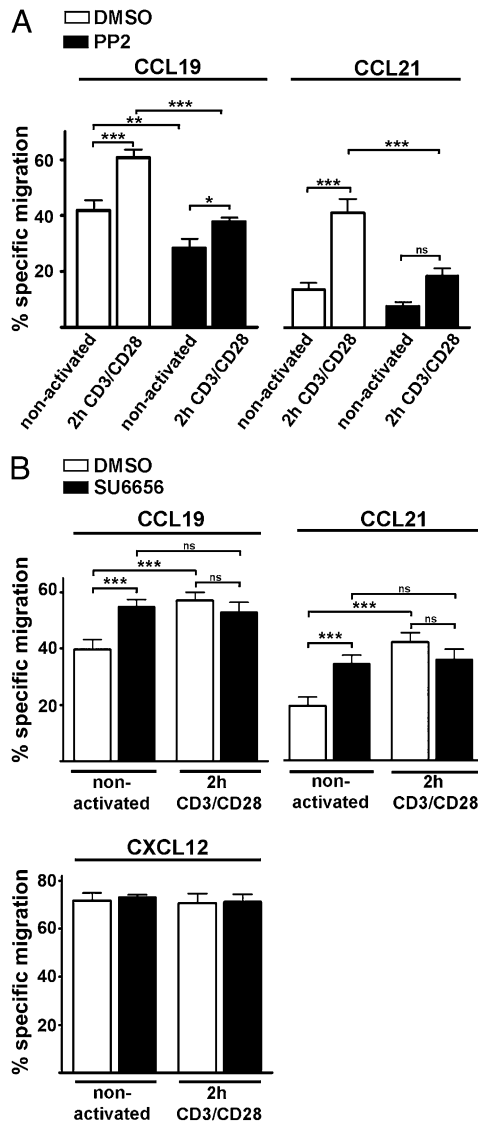 A
DMSO
PP2
CCL19
CCL21
***
**
***
*
***
***
ns
% specific migration
60
40
20
non-activated
2h CD3/CD28
non-activated
2h CD3/CD28
non-activated
2h CD3/CD28
non-activated
2h CD3/CD28
B
DMSO
SU6656
CCL19
CCL21
ns
***
***
ns
ns
***
***
ns
% specific migration
60
40
20
non-
activated
2h
CD3/CD28
non-
activated
2h
CD3/CD28
CXCL12
% specific migration
80
60
40
20
non-
activated
2h
CD3/CD28